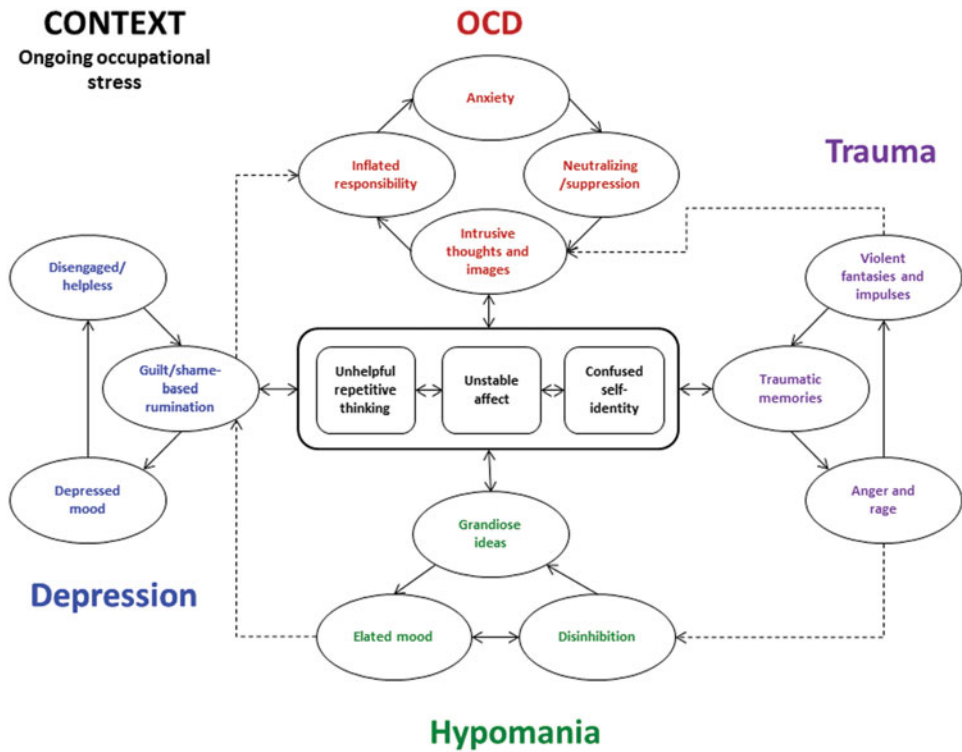 CONTEXT
Ongoing occupational
stress
OCD
Anxiety
Inflated
responsibility
Neutralizing
/suppression
Intrusive
thoughts and
images
Trauma
Violent
fantasies and
impulses
Traumatic
memories
Anger and
rage
Disengaged/
helpless
Guilt/shame-
based
rumination
Depressed
mood
Depression
Unhelpful
repetitive
thinking
Unstable
affect
Confused
self-
identity
Grandiose
ideas
Elated mood
Disinhibition
Hypomania